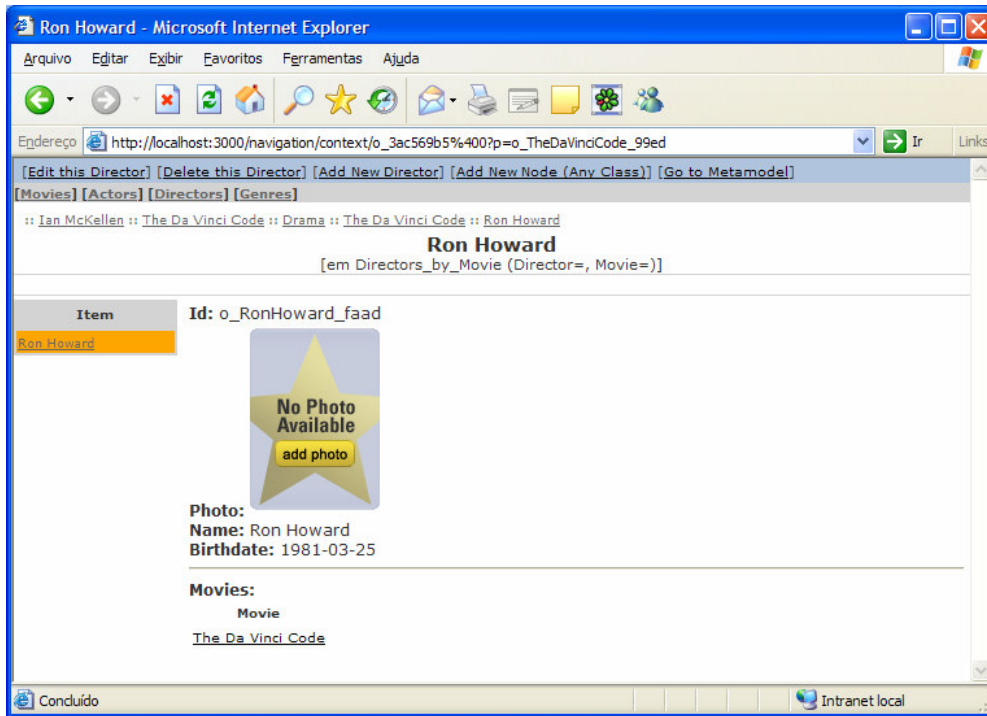 Ron Howard - Microsoft Internet Explorer
Arquivo Editar Exibir Favoritos Ferramentas Ajuda
Endereço http://localhost:3000/navigation/context/o_3ac569b5%400?p=o_TheDaVinciCode_99ed Ir Links
[Edit this Director] [Delete this Director] [Add New Director] [Add New Node (Any Class)] [Go to Metamodel]
[Movies] [Actors] [Directors] [Genres]
:: Ian McKellen :: The Da Vinci Code :: Drama :: The Da Vinci Code :: Ron Howard
Ron Howard
[em Directors_by_Movie (Director=, Movie=)]
Item
Ron Howard
Id: o_RonHoward_faad
No Photo
Available
add photo
Photo:
Name: Ron Howard
Birthdate: 1981-03-25
Movies:
Movie
The Da Vinci Code
Concluído Intranet local